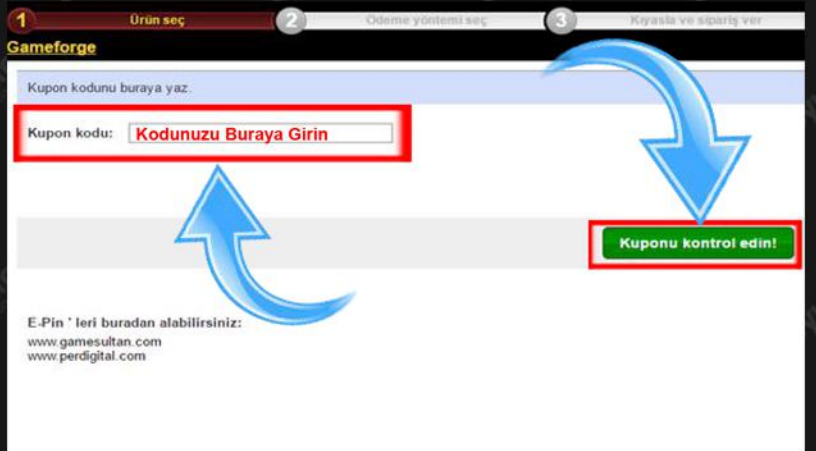 1 Ürün seç 2 Ödeme yöntemi seç 3 Kıyasla ve sipariş ver
Gameforge
Kupon kodunu buraya yaz.
Kupon kodu: Kodunuzu Buraya Girin
Kuponu kontrol edin!
E-Pin ' leri buradan alabilirsiniz:
www.gamesultan.com
www.perdigital.com